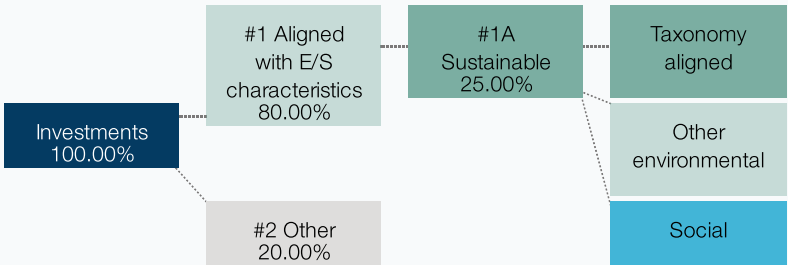 Investments
100.00%
#1 Aligned
with E/S
characteristics
80.00%
#2 Other
20.00%
#1A
Sustainable
25.00%
Taxonomy
aligned
Other
environmental
Social